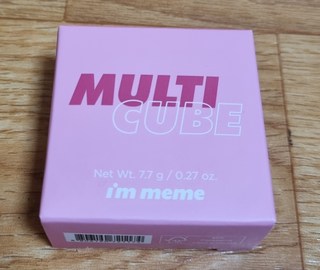 MULTI
CUBE
Net Wt. 7.7 g / 0.27 oz.
i'm meme